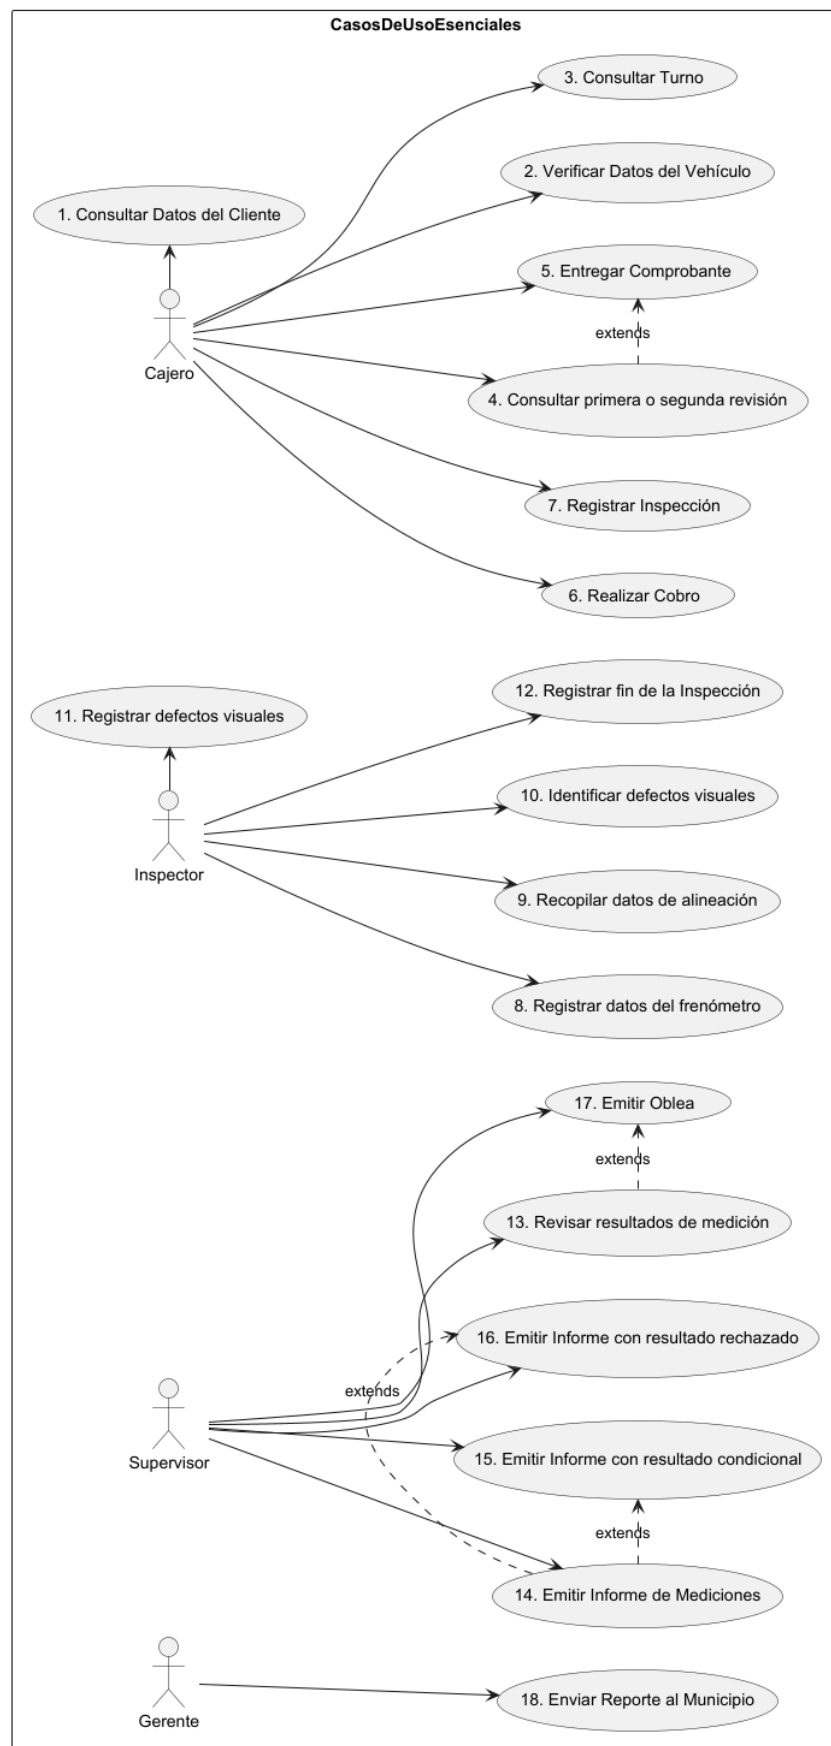 CasosDeUsoEsenciales
3. Consultar Turno
2. Verificar Datos del Vehículo
1. Consultar Datos del Cliente
5. Entregar Comprobante
extends
Cajero
4. Consultar primera o segunda revisión
7. Registrar Inspección
6. Realizar Cobro
12. Registrar fin de la Inspección
11. Registrar defectos visuales
10. Identificar defectos visuales
Inspector
9. Recopilar datos de alineación
8. Registrar datos del frenómetro
17. Emitir Oblea
extends
13. Revisar resultados de medición
16. Emitir Informe con resultado rechazado
extends
Supervisor
15. Emitir Informe con resultado condicional
extends
14. Emitir Informe de Mediciones
Gerente
18. Enviar Reporte al Municipio